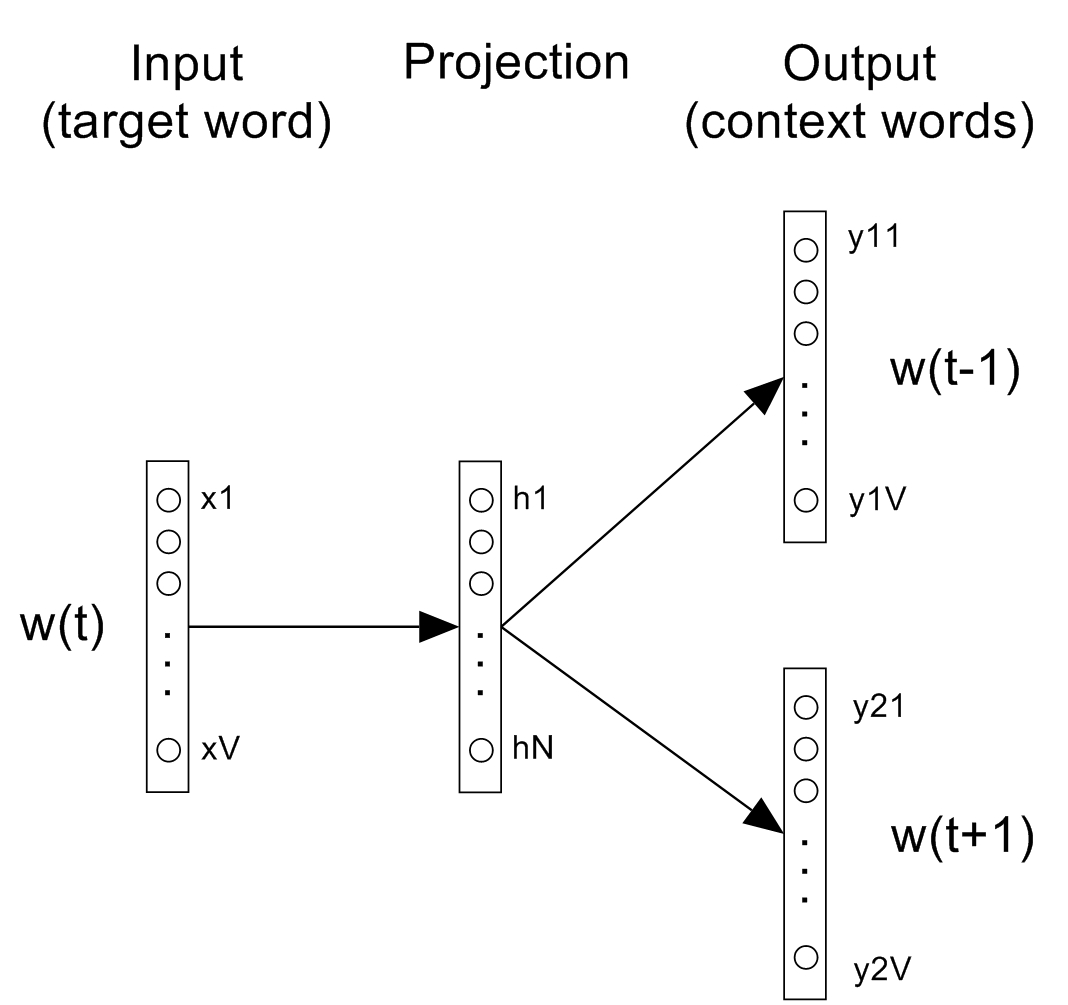 Input
(target word)
Projection
Output
(context words)
y11
w(t-1)
y1V
x1
h1
w(t)
xV
hN
y21
w(t+1)
y2V